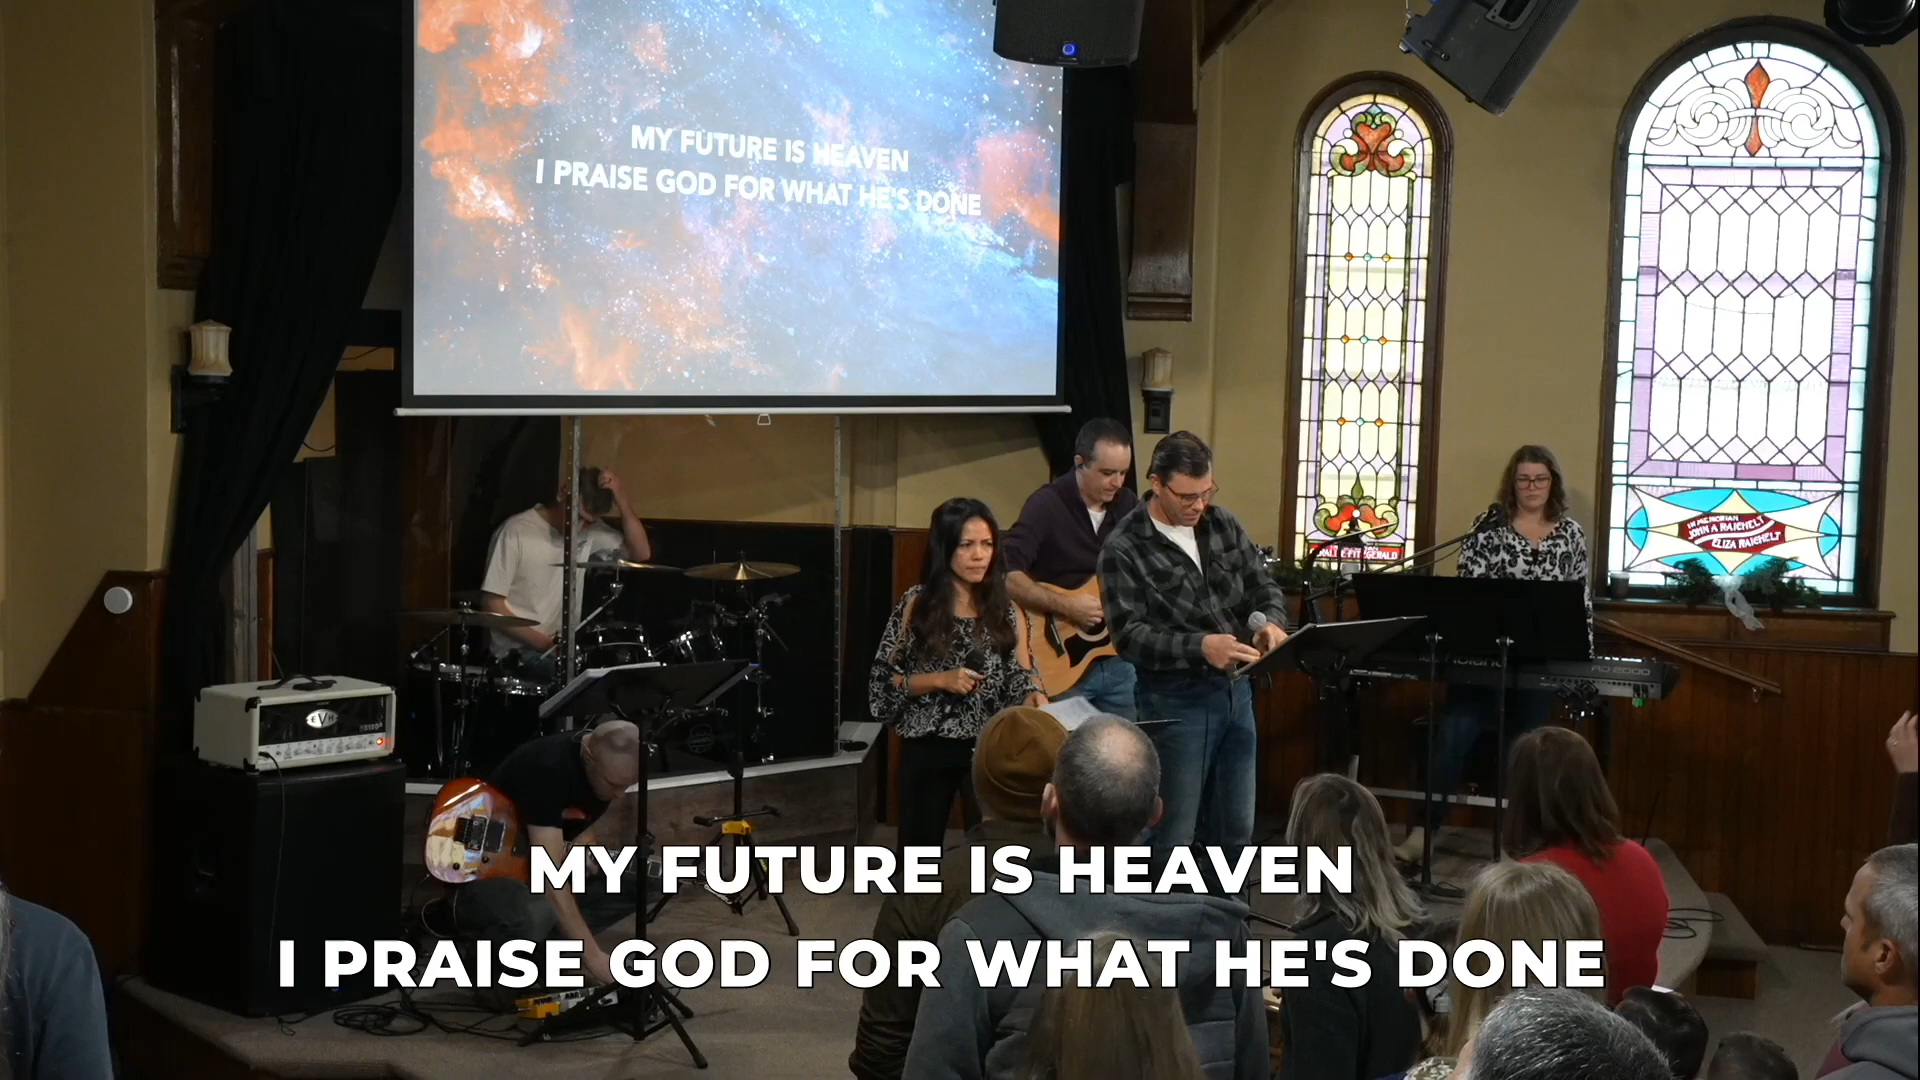 MY FUTURE IS HEAVEN
I PRAISE GOD FOR WHAT HE'S DONE
IN MEMORIAM
JOHN A RAICHELT
ELIZA RAICHELT
EVH
MY FUTURE IS HEAVEN
I PRAISE GOD FOR WHAT HE'S DONE